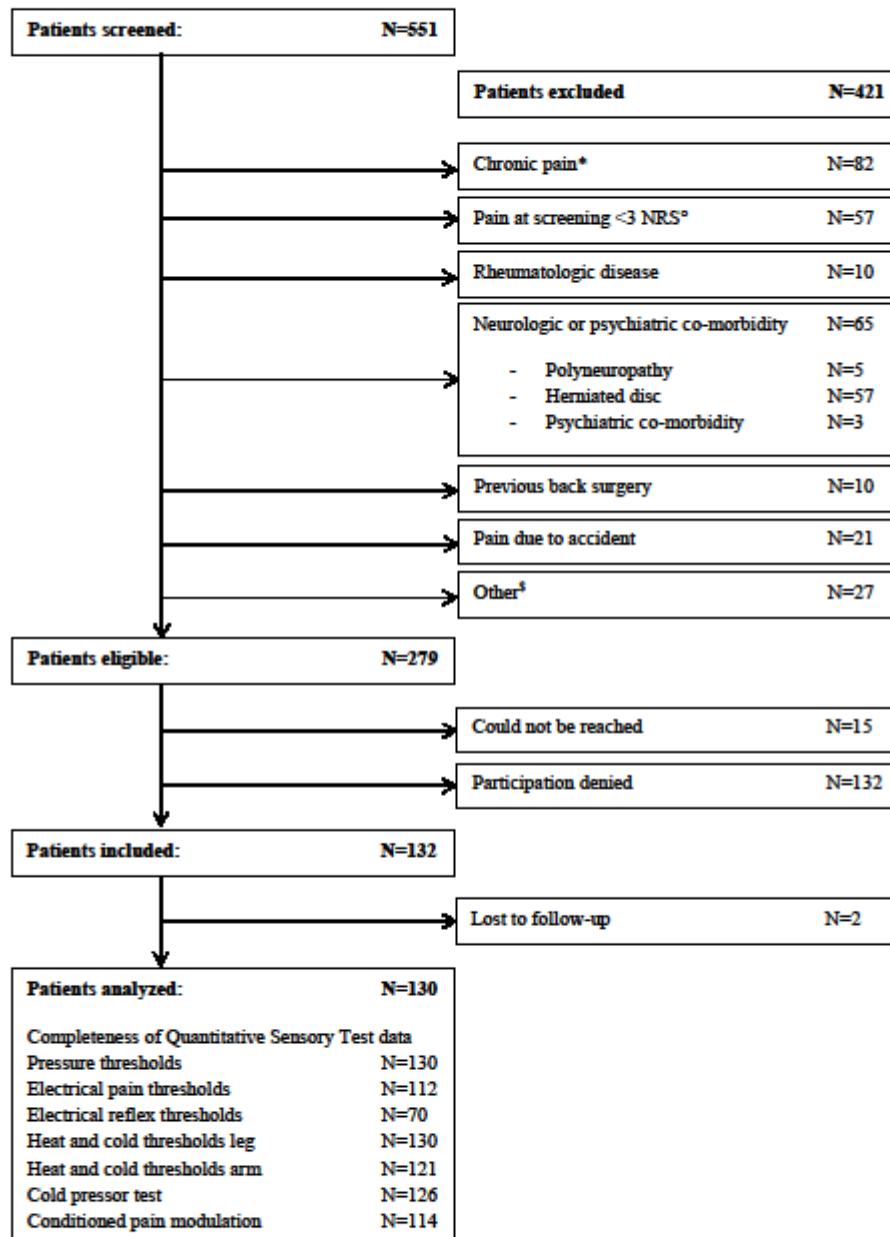 Patients screened: N=551
Patients excluded N=421
Chronic pain* N=82
Pain at screening <3 NRS° N=57
Rheumatologic disease N=10
Neurologic or psychiatric co-morbidity N=65
- Polyneuropathy N=5
- Herniated disc N=57
- Psychiatric co-morbidity N=3
Previous back surgery N=10
Pain due to accident N=21
Other$ N=27
Patients eligible: N=279
Could not be reached N=15
Participation denied N=132
Patients included: N=132
Lost to follow-up N=2
Patients analyzed: N=130
Completeness of Quantitative Sensory Test data
Pressure thresholds N=130
Electrical pain thresholds N=112
Electrical reflex thresholds N=70
Heat and cold thresholds leg N=130
Heat and cold thresholds arm N=121
Cold pressor test N=126
Conditioned pain modulation N=114